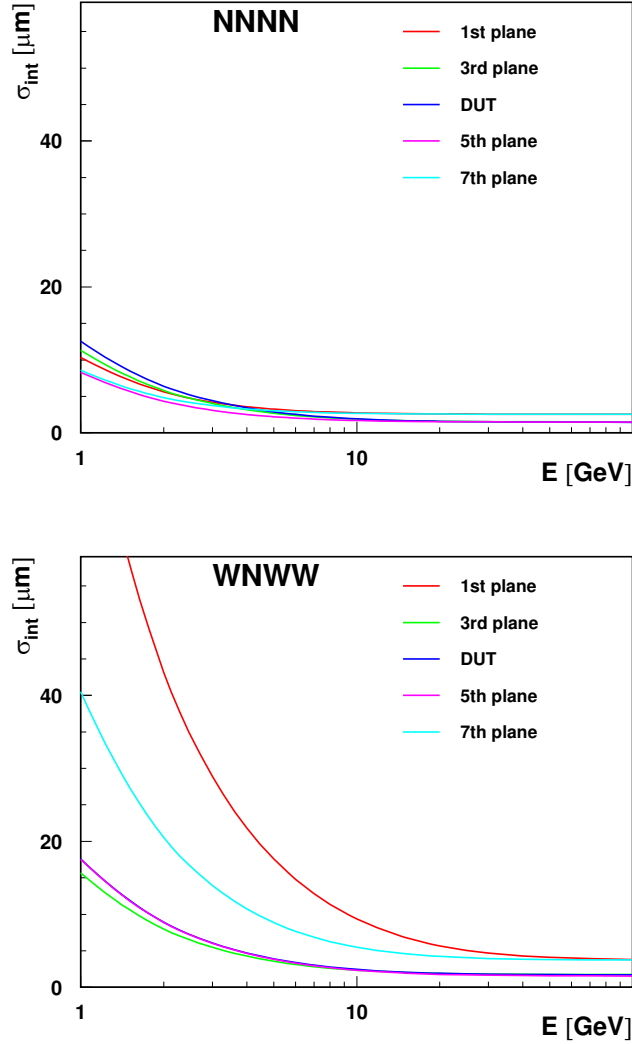 NNNN
σint [μm]
1st plane
3rd plane
DUT
5th plane
7th plane
40
20
0
1
10
E [GeV]
WNWW
σint [μm]
1st plane
3rd plane
DUT
5th plane
7th plane
40
20
0
1
10
E [GeV]